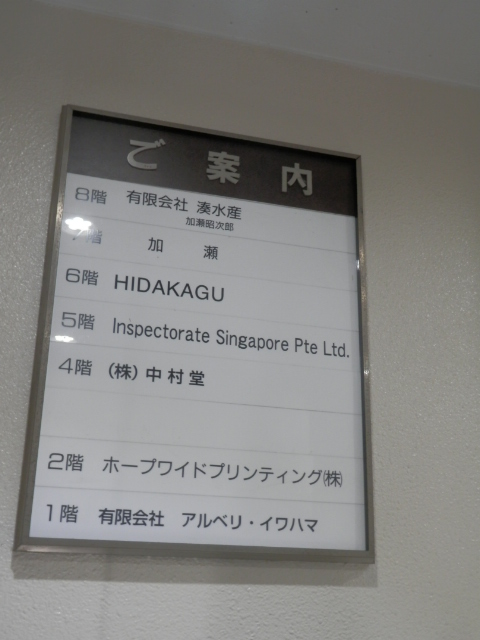 ご案内
8階 有限会社 湊水産
加瀬昭次郎
7階 加瀬
6階 HIDAKAGU
5階 Inspectorate Singapore Pte Ltd.
4階 (株)中村堂
2階 ホープワイドプリンティング㈱
1階 有限会社 アルベリ・イワハマ